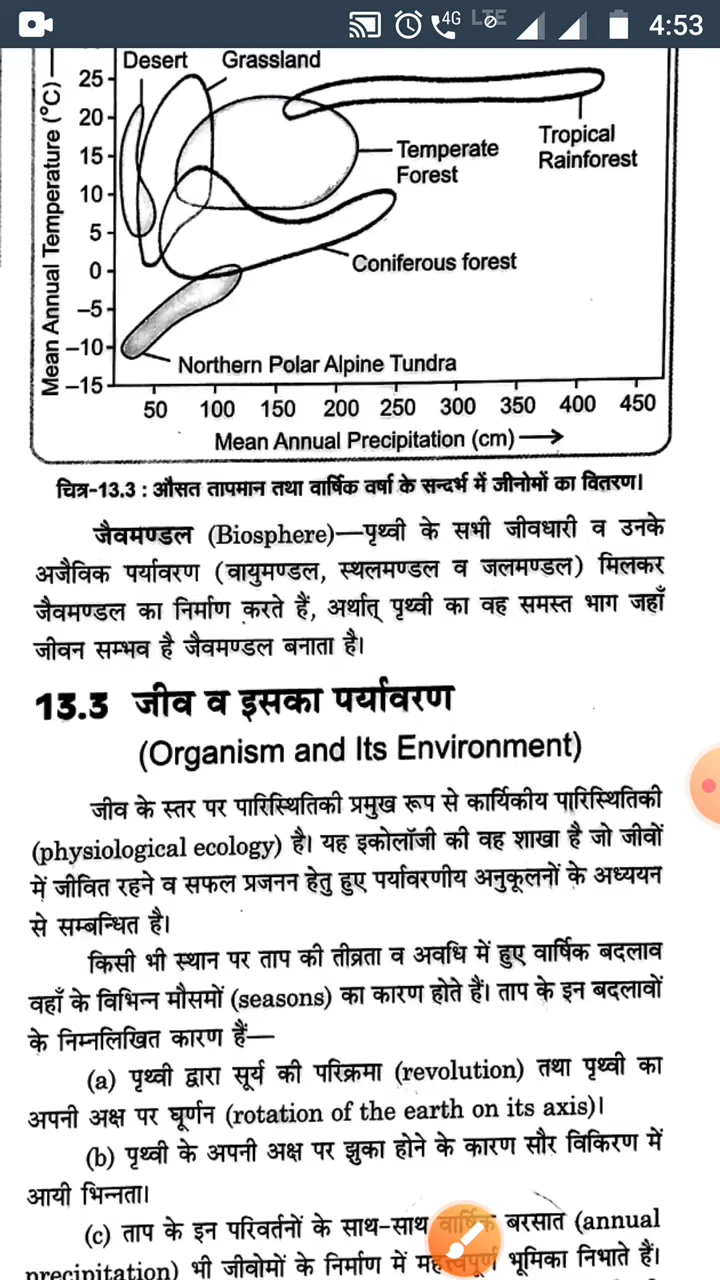 4G LTE 4:53
Desert Grassland
Mean Annual Temperature (°C)
25
20
15
10
5
0
–5
–10
–15
Tropical
Rainforest
Temperate
Forest
Coniferous forest
Northern Polar Alpine Tundra
50 100 150 200 250 300 350 400 450
Mean Annual Precipitation (cm)
चित्र-13.3 : औसत तापमान तथा वार्षिक वर्षा के सन्दर्भ में जीनोमों का वितरण।
जैवमण्डल (Biosphere)—पृथ्वी के सभी जीवधारी व उनके
अजैविक पर्यावरण (वायुमण्डल, स्थलमण्डल व जलमण्डल) मिलकर
जैवमण्डल का निर्माण करते हैं, अर्थात् पृथ्वी का वह समस्त भाग जहाँ
जीवन सम्भव है जैवमण्डल बनाता है।
13.3 जीव व इसका पर्यावरण
(Organism and Its Environment)
जीव के स्तर पर पारिस्थितिकी प्रमुख रूप से कार्यिकीय पारिस्थितिकी
(physiological ecology) है। यह इकोलॉजी की वह शाखा है जो जीवों
में जीवित रहने व सफल प्रजनन हेतु हुए पर्यावरणीय अनुकूलनों के अध्ययन
से सम्बन्धित है।
किसी भी स्थान पर ताप की तीव्रता व अवधि में हुए वार्षिक बदलाव
वहाँ के विभिन्न मौसमों (seasons) का कारण होते हैं। ताप के इन बदलावों
के निम्नलिखित कारण हैं—
(a) पृथ्वी द्वारा सूर्य की परिक्रमा (revolution) तथा पृथ्वी का
अपनी अक्ष पर घूर्णन (rotation of the earth on its axis)।
(b) पृथ्वी के अपनी अक्ष पर झुका होने के कारण सौर विकिरण में
आयी भिन्नता।
(c) ताप के इन परिवर्तनों के साथ-साथ वार्षिक बरसात (annual
precipitation) भी जीवोमों के निर्माण में महत्त्वपूर्ण भूमिका निभाते हैं।